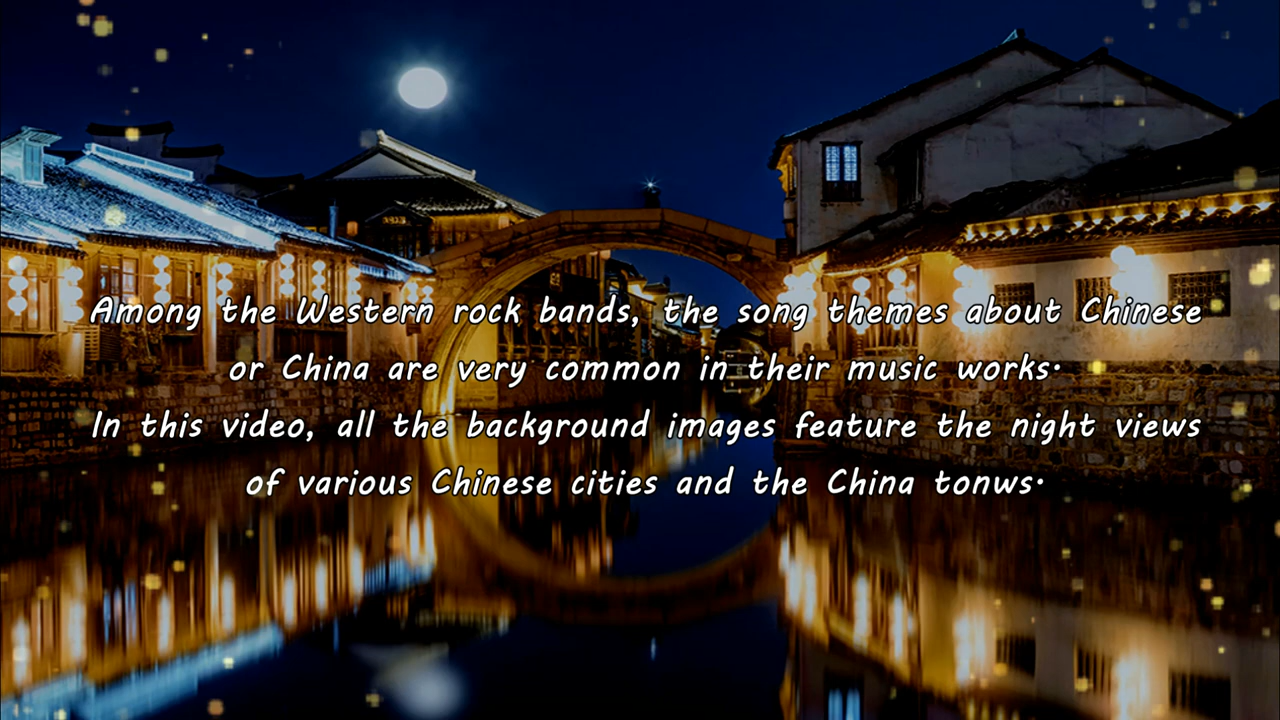 Among the Western rock bands, the song themes about Chinese
or China are very common in their music works.
In this video, all the background images feature the night views
of various Chinese cities and the China tonws.